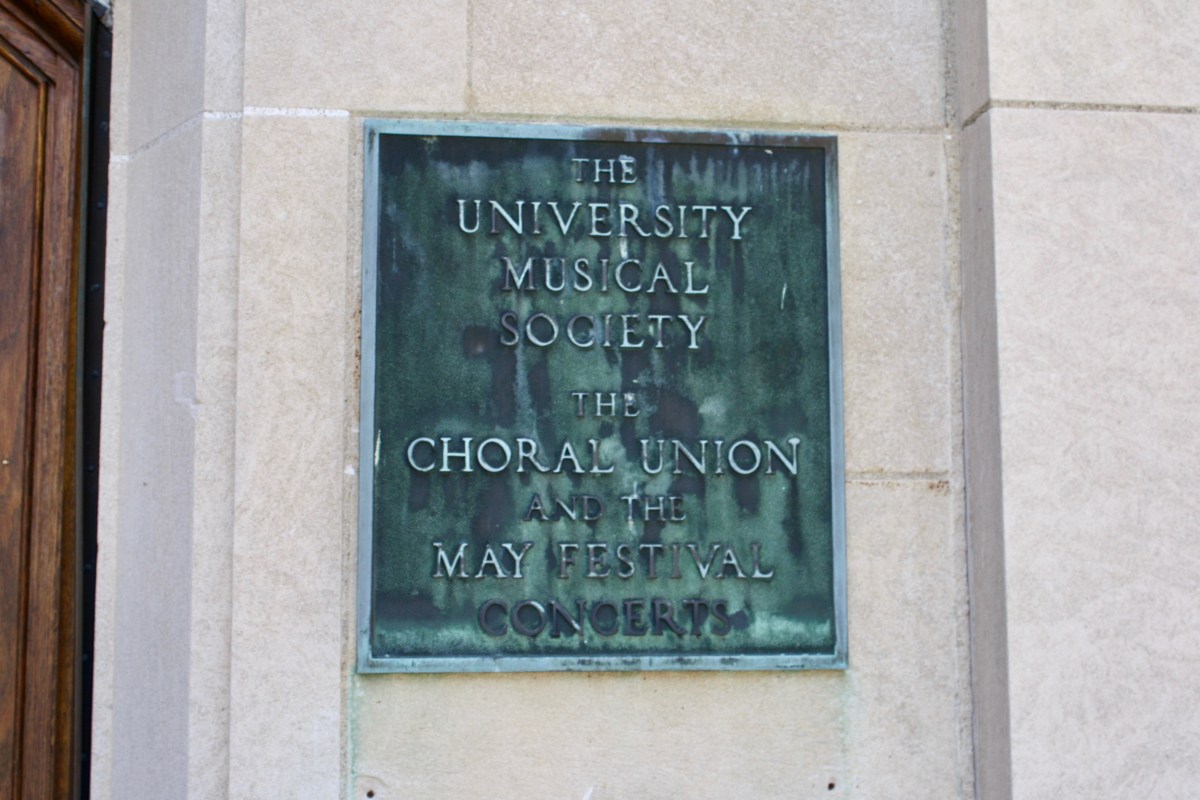 THE
UNIVERSITY
MUSICAL
SOCIETY
THE
CHORAL UNION
AND THE
MAY FESTIVAL
CONCERTS